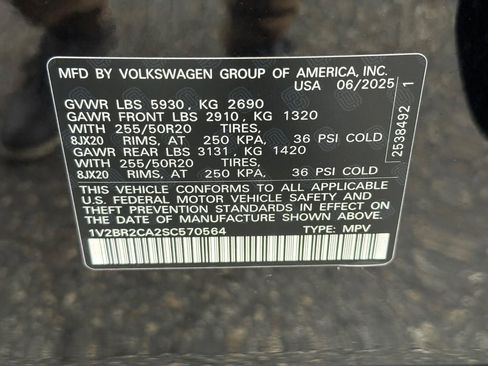 MFD BY VOLKSWAGEN GROUP OF AMERICA, INC.
USA 06/2025
GVWR LBS 5930, KG 2690
GAWR FRONT LBS 2910, KG 1320
WITH 255/50R20 TIRES,
8JX20 RIMS, AT 250 KPA, 36 PSI COLD
GAWR REAR LBS 3131, KG 1420
WITH 255/50R20 TIRES,
8JX20 RIMS, AT 250 KPA, 36 PSI COLD
THIS VEHICLE CONFORMS TO ALL APPLICABLE
U.S. FEDERAL MOTOR VEHICLE SAFETY AND
THEFT PREVENTION STANDARDS IN EFFECT ON
THE DATE OF MANUFACTURE SHOWN ABOVE.
1V2BR2CA2SC570564 TYPE: MPV
2538492 1